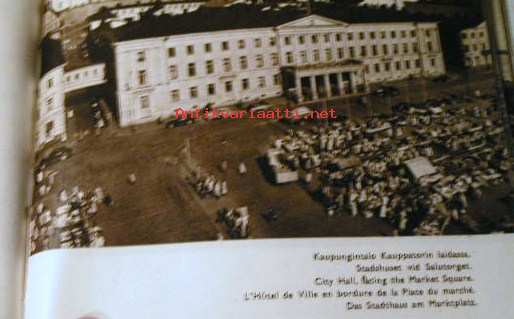 Antikvariaatti.net
Kaupungintalo Kauppatorin laidassa.
Stadshuset vid Salutorget.
City Hall, facing the Market Square.
L'Hôtel de Ville en bordure de la Place du marché.
Das Stadthaus am Marktplatz.